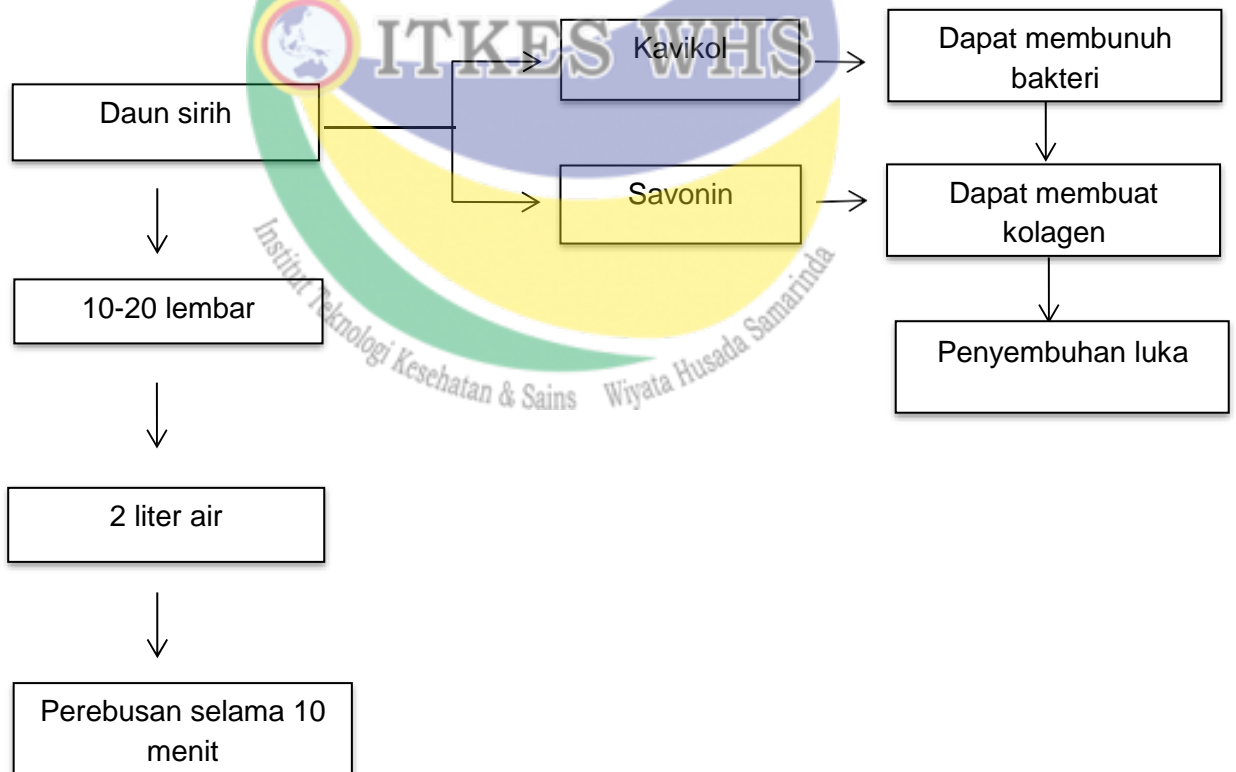 ITKES WHS
Institut Teknologi Kesehatan & Sains Wiyata Husada Samarinda
Daun sirih
Kavikol
Dapat membunuh
bakteri
Savonin
Dapat membuat
kolagen
10-20 lembar
Penyembuhan luka
2 liter air
Perebusan selama 10
menit